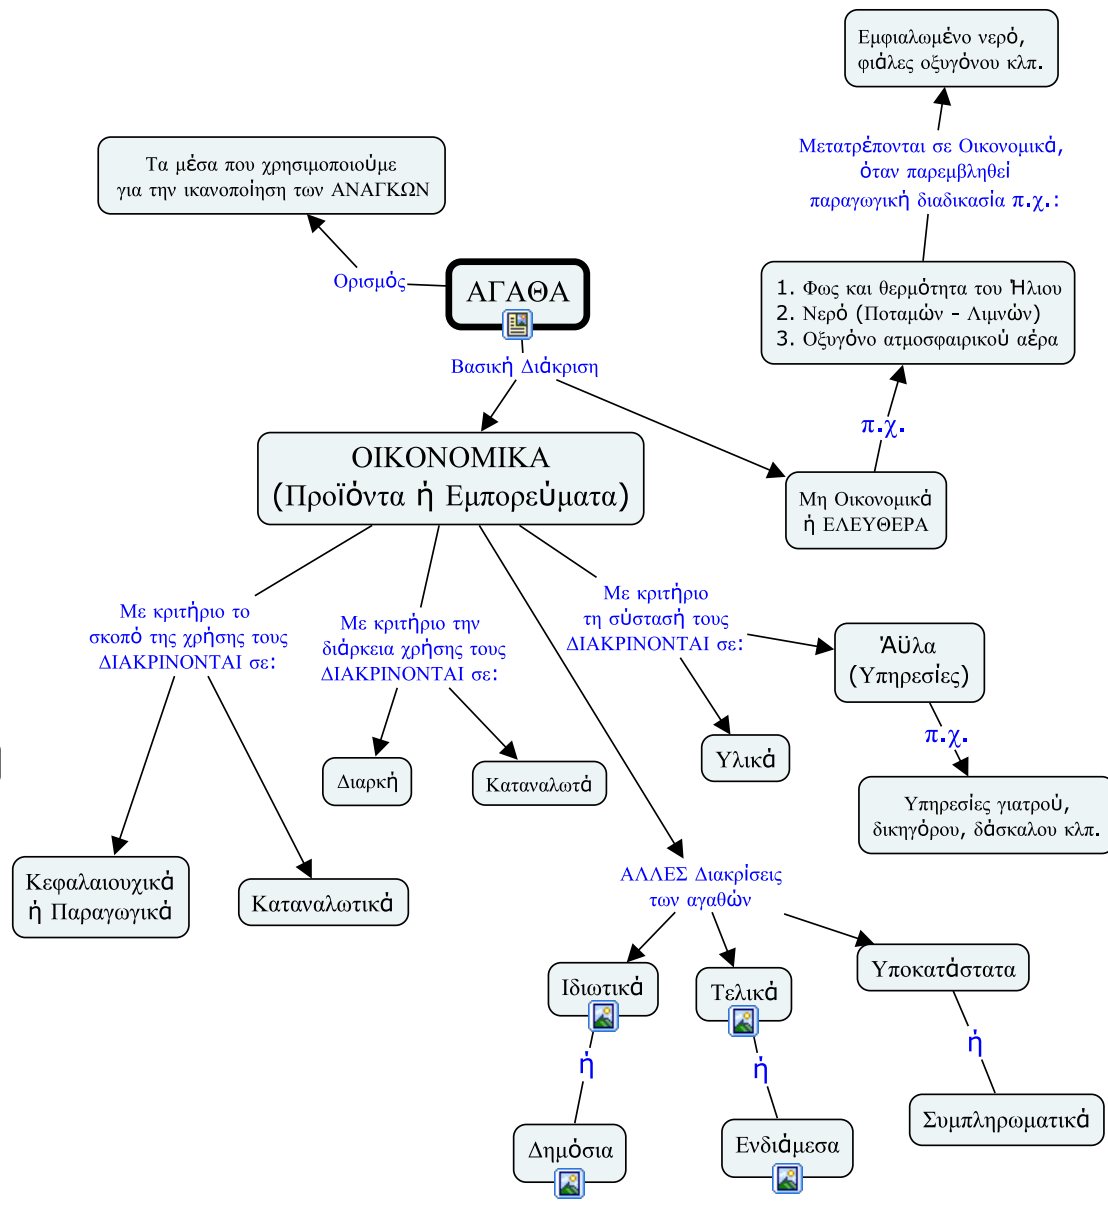 Εμφιαλωμένο νερό,
φιάλες οξυγόνου κλπ.
Μετατρέπονται σε Οικονομικά,
όταν παρεμβληθεί
παραγωγική διαδικασία π.χ.:
Τα μέσα που χρησιμοποιούμε
για την ικανοποίηση των ΑΝΑΓΚΩΝ
Ορισμός
ΑΓΑΘΑ
1. Φως και θερμότητα του Ήλιου
2. Νερό (Ποταμών - Λιμνών)
3. Οξυγόνο ατμοσφαιρικού αέρα
Βασική Διάκριση
π.χ.
ΟΙΚΟΝΟΜΙΚΑ
(Προϊόντα ή Εμπορεύματα)
Μη Οικονομικά
ή ΕΛΕΥΘΕΡΑ
Με κριτήριο το
σκοπό της χρήσης τους
ΔΙΑΚΡΙΝΟΝΤΑΙ σε:
Με κριτήριο την
διάρκεια χρήσης τους
ΔΙΑΚΡΙΝΟΝΤΑΙ σε:
Με κριτήριο
τη σύστασή τους
ΔΙΑΚΡΙΝΟΝΤΑΙ σε:
Άϋλα
(Υπηρεσίες)
π.χ.
Διαρκή
Καταναλωτά
Υλικά
Υπηρεσίες γιατρού,
δικηγόρου, δάσκαλου κλπ.
Κεφαλαιουχικά
ή Παραγωγικά
Καταναλωτικά
ΑΛΛΕΣ Διακρίσεις
των αγαθών
Ιδιωτικά
Τελικά
Υποκατάστατα
ή
ή
ή
Δημόσια
Ενδιάμεσα
Συμπληρωματικά